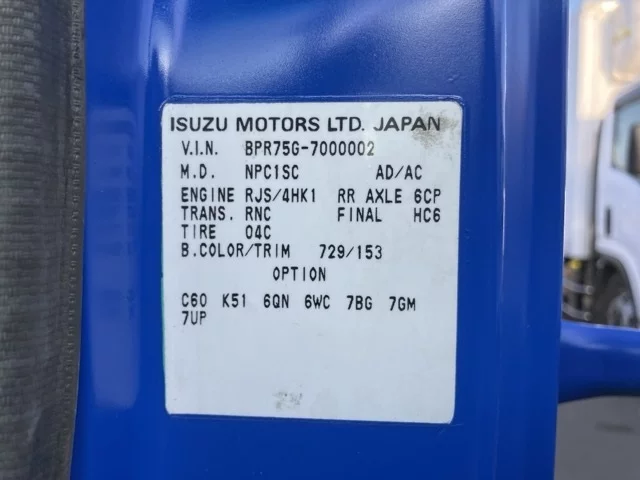 ISUZU MOTORS LTD. JAPAN
V.I.N. BPR75G-7000002
M.D. NPC1SC AD/AC
ENGINE RJS/4HK1 RR AXLE 6CP
TRANS. RNC FINAL HC6
TIRE 04C
B.COLOR/TRIM 729/153
OPTION
C60 K51 6QN 6WC 7BG 7GM
7UP